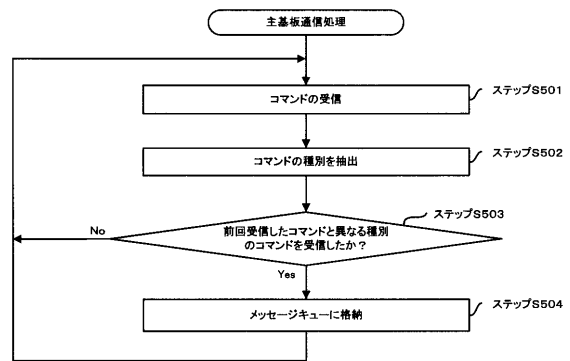 主基板通信処理
コマンドの受信
ステップS501
コマンドの種別を抽出
ステップS502
ステップS503
前回受信したコマンドと異なる種別
のコマンドを受信したか？
No
Yes
メッセージキューに格納
ステップS504